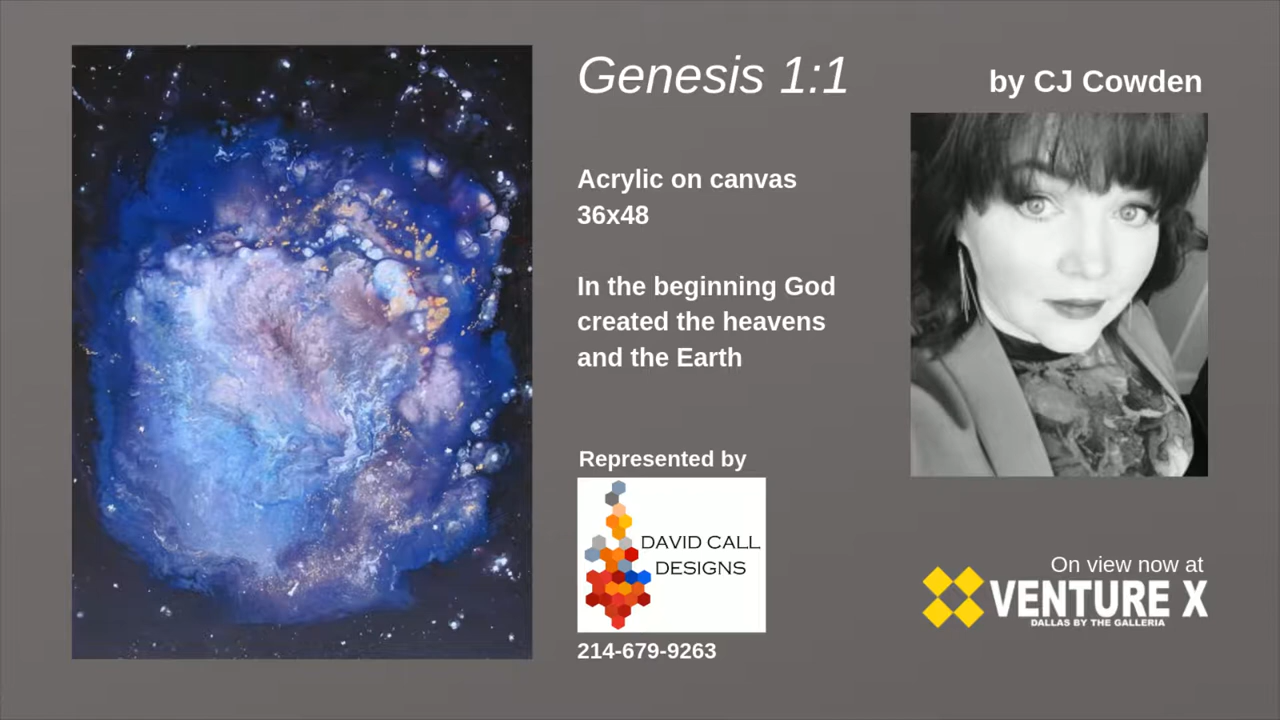 Genesis 1:1
by CJ Cowden
Acrylic on canvas
36x48
In the beginning God
created the heavens
and the Earth
Represented by
DAVID CALL
DESIGNS
214-679-9263
On view now at
VENTURE X
DALLAS BY THE GALLERIA